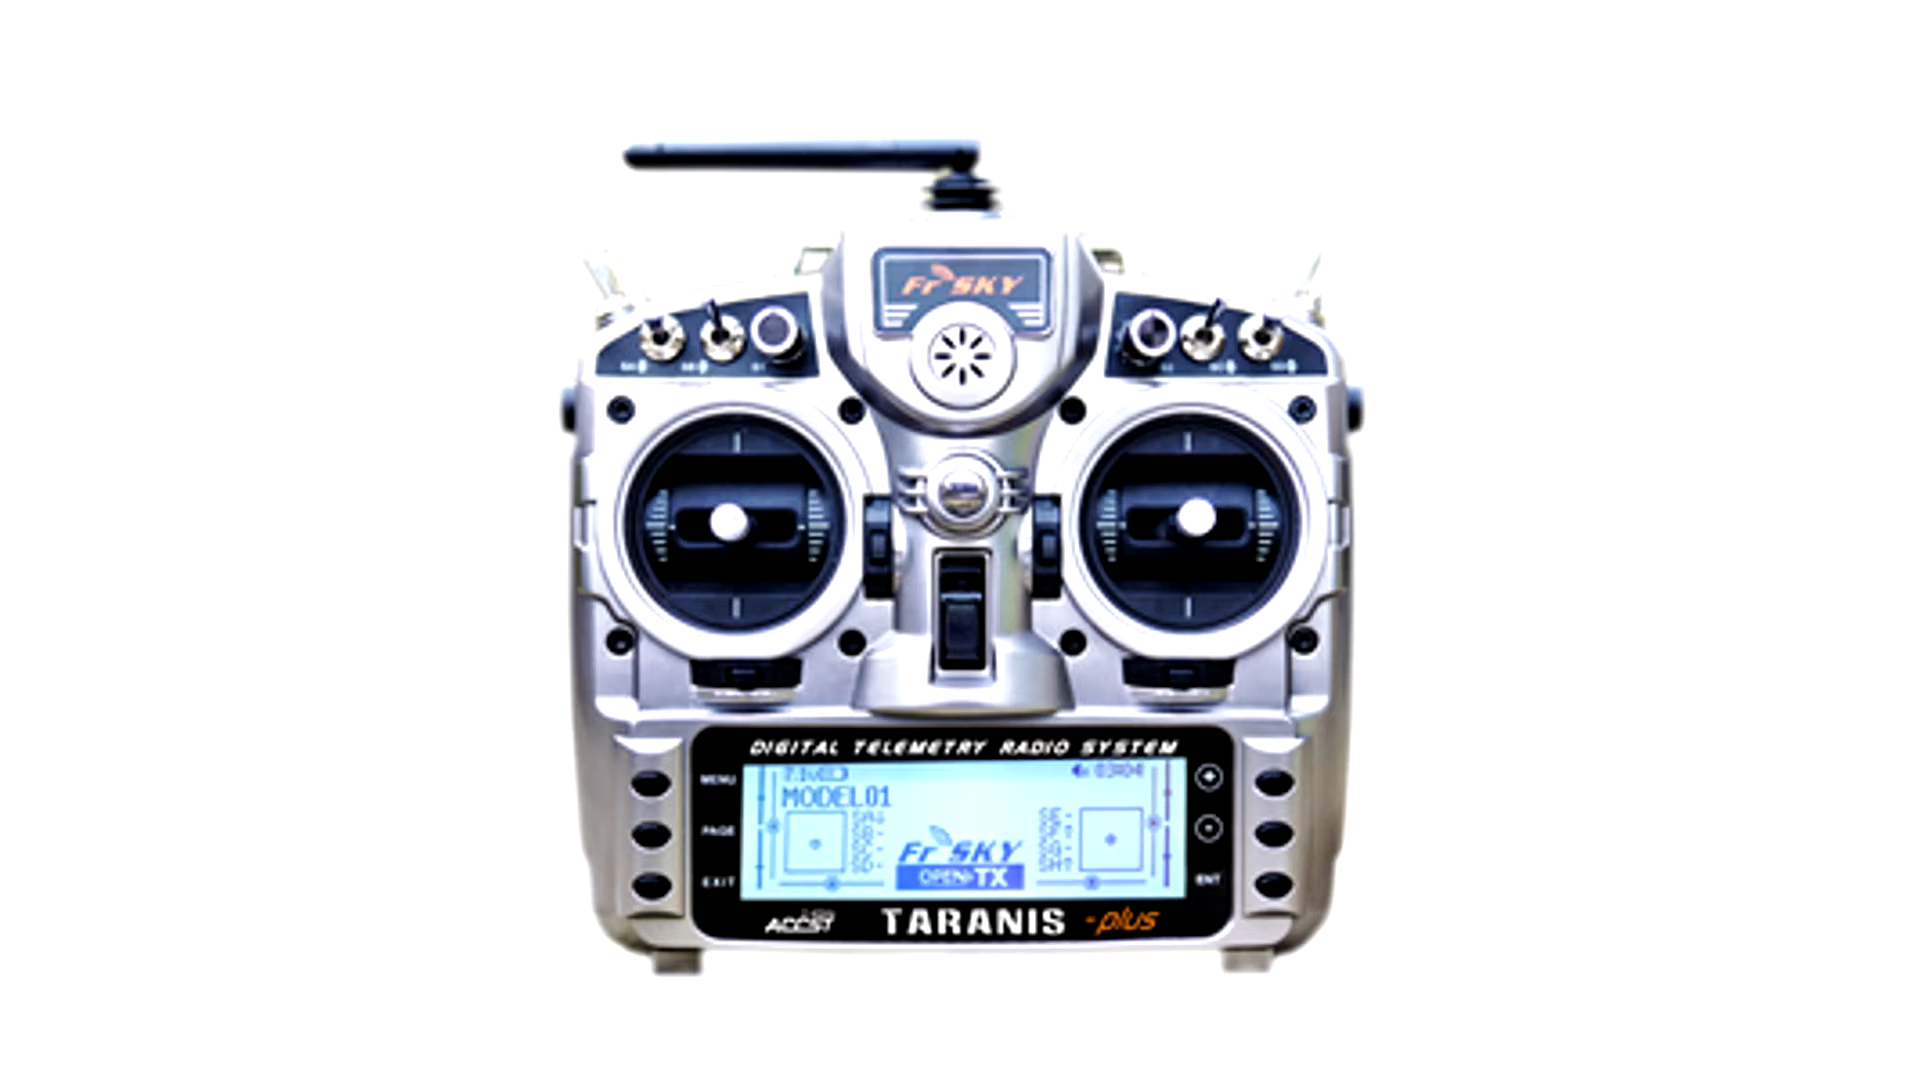 FrSKY
DIGITAL TELEMETRY RADIO SYSTEM
MENU
PAGE
EXIT
ENT
MODEL01
FrSKY
OPEN-TX
ACCST
TARANIS -plus